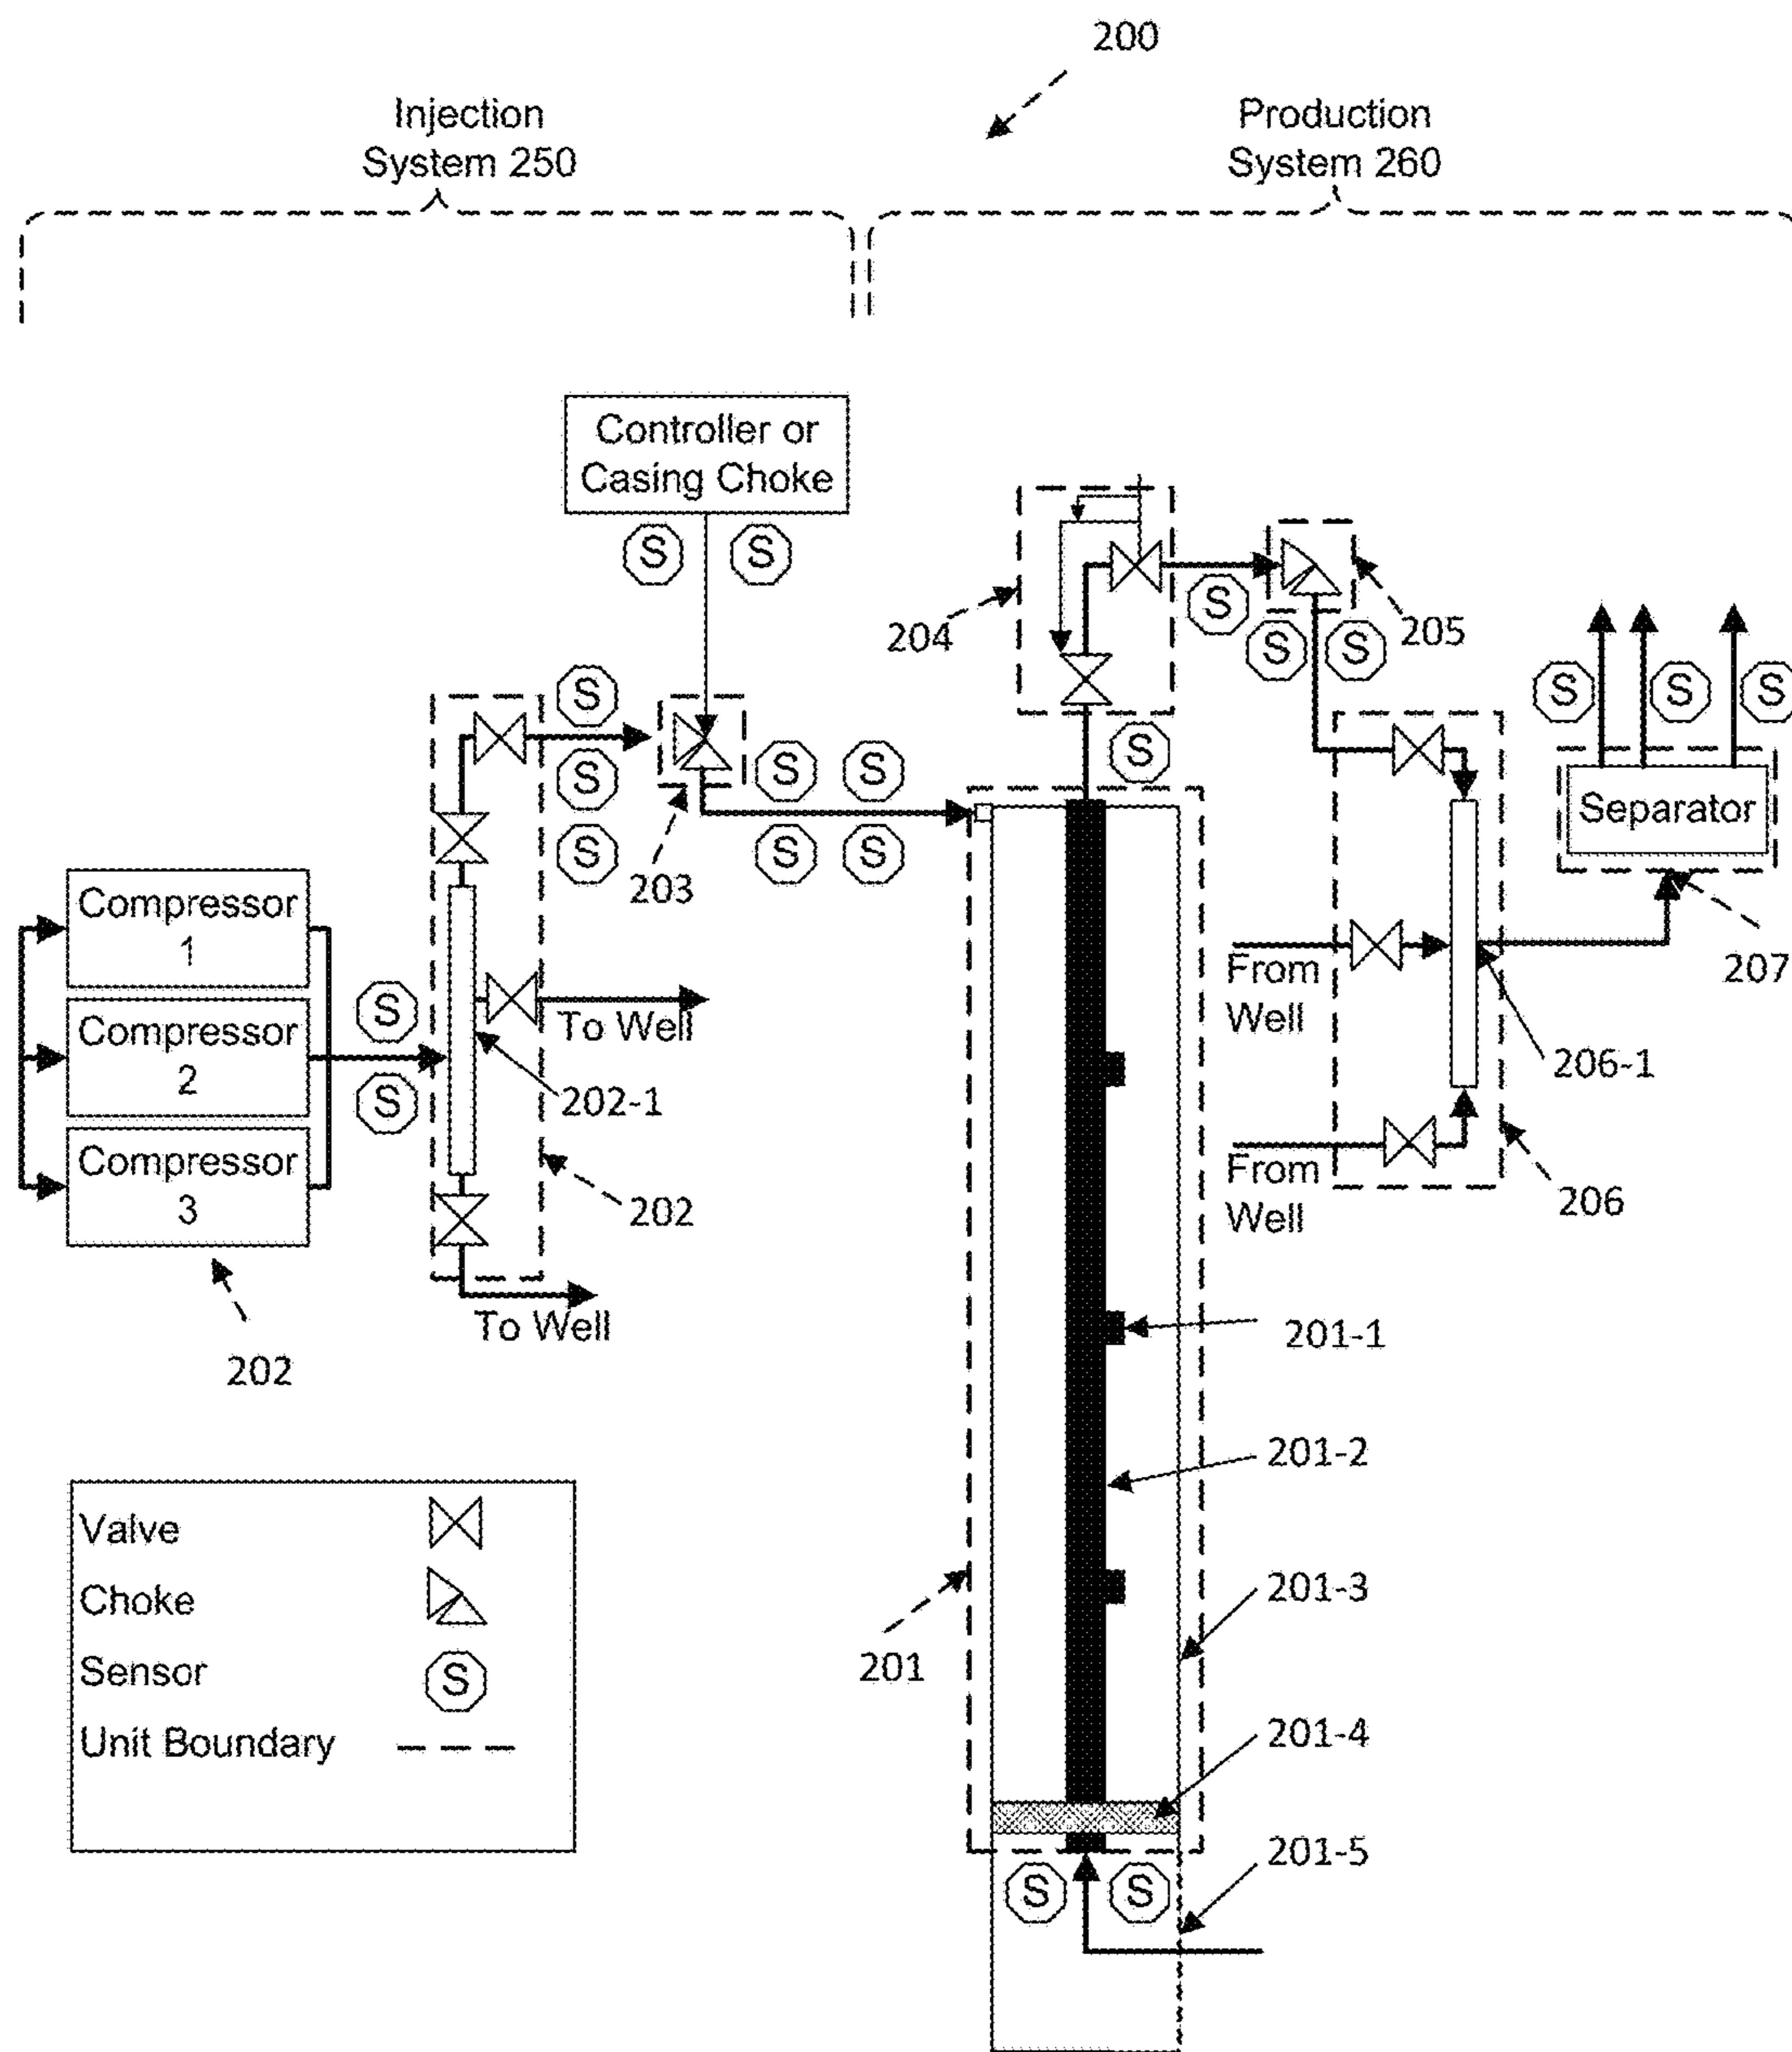 200
Injection
System 250
Production
System 260
Controller or
Casing Choke
S S
204
S
S S
205
S S S
S
S
S
S
203
S
S S
S S
Separator
207
Compressor
1
Compressor
2
Compressor
3
S
S
To Well
202-1
202
To Well
202
From
Well
206-1
From
Well
206
201-1
201-2
201-3
201
201-4
201-5
S S
Valve
Choke
Sensor S
Unit Boundary